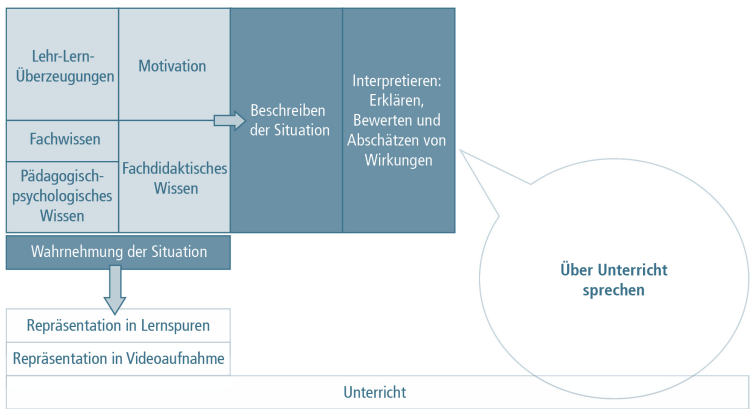 Lehr-Lern-
Überzeugungen
Motivation
Fachwissen
Pädagogisch-
psychologisches
Wissen
Fachdidaktisches
Wissen
Beschreiben
der Situation
Interpretieren:
Erklären,
Bewerten und
Abschätzen von
Wirkungen
Wahrnehmung der Situation
Über Unterricht
sprechen
Repräsentation in Lernspuren
Repräsentation in Videoaufnahme
Unterricht